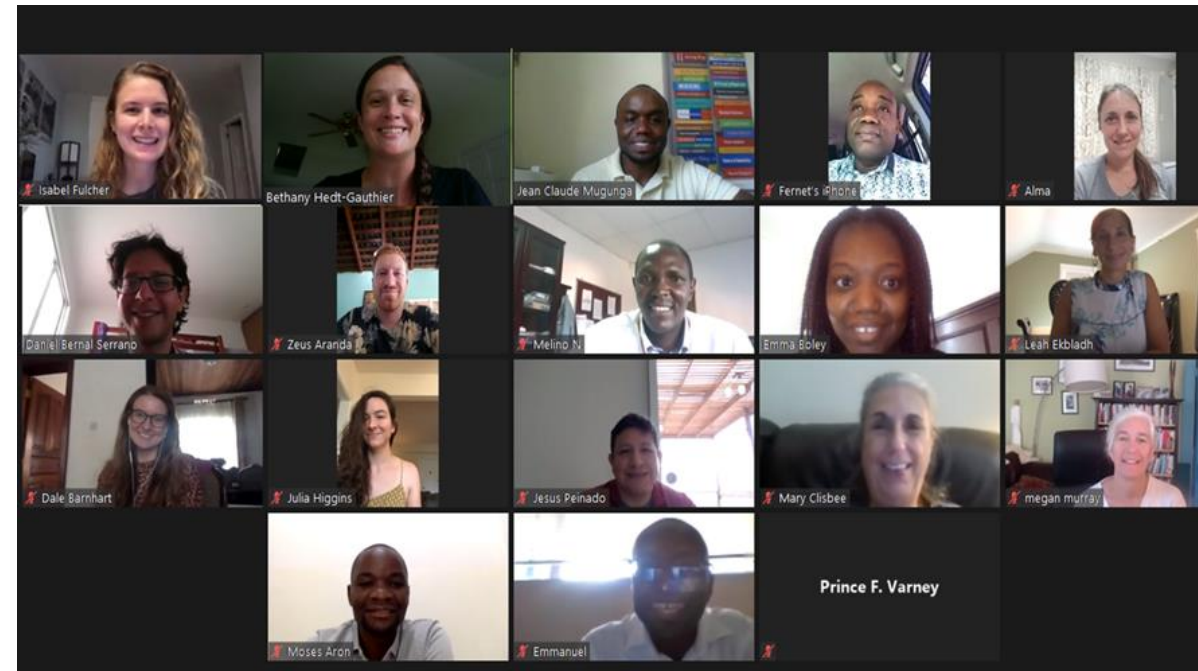 Isabel Fulcher
Bethany Hedt-Gauthier
Jean Claude Mugunga
Fernet's iPhone
Alma
Daniel Bernal Serrano
Zeus Aranda
Melino N
Emma Boley
Leah Ekbladh
Dale Barnhart
Julia Higgins
Jesus Peinado
Mary Clisbee
megan murray
Moses Aron
Emmanuel
Prince F. Varney